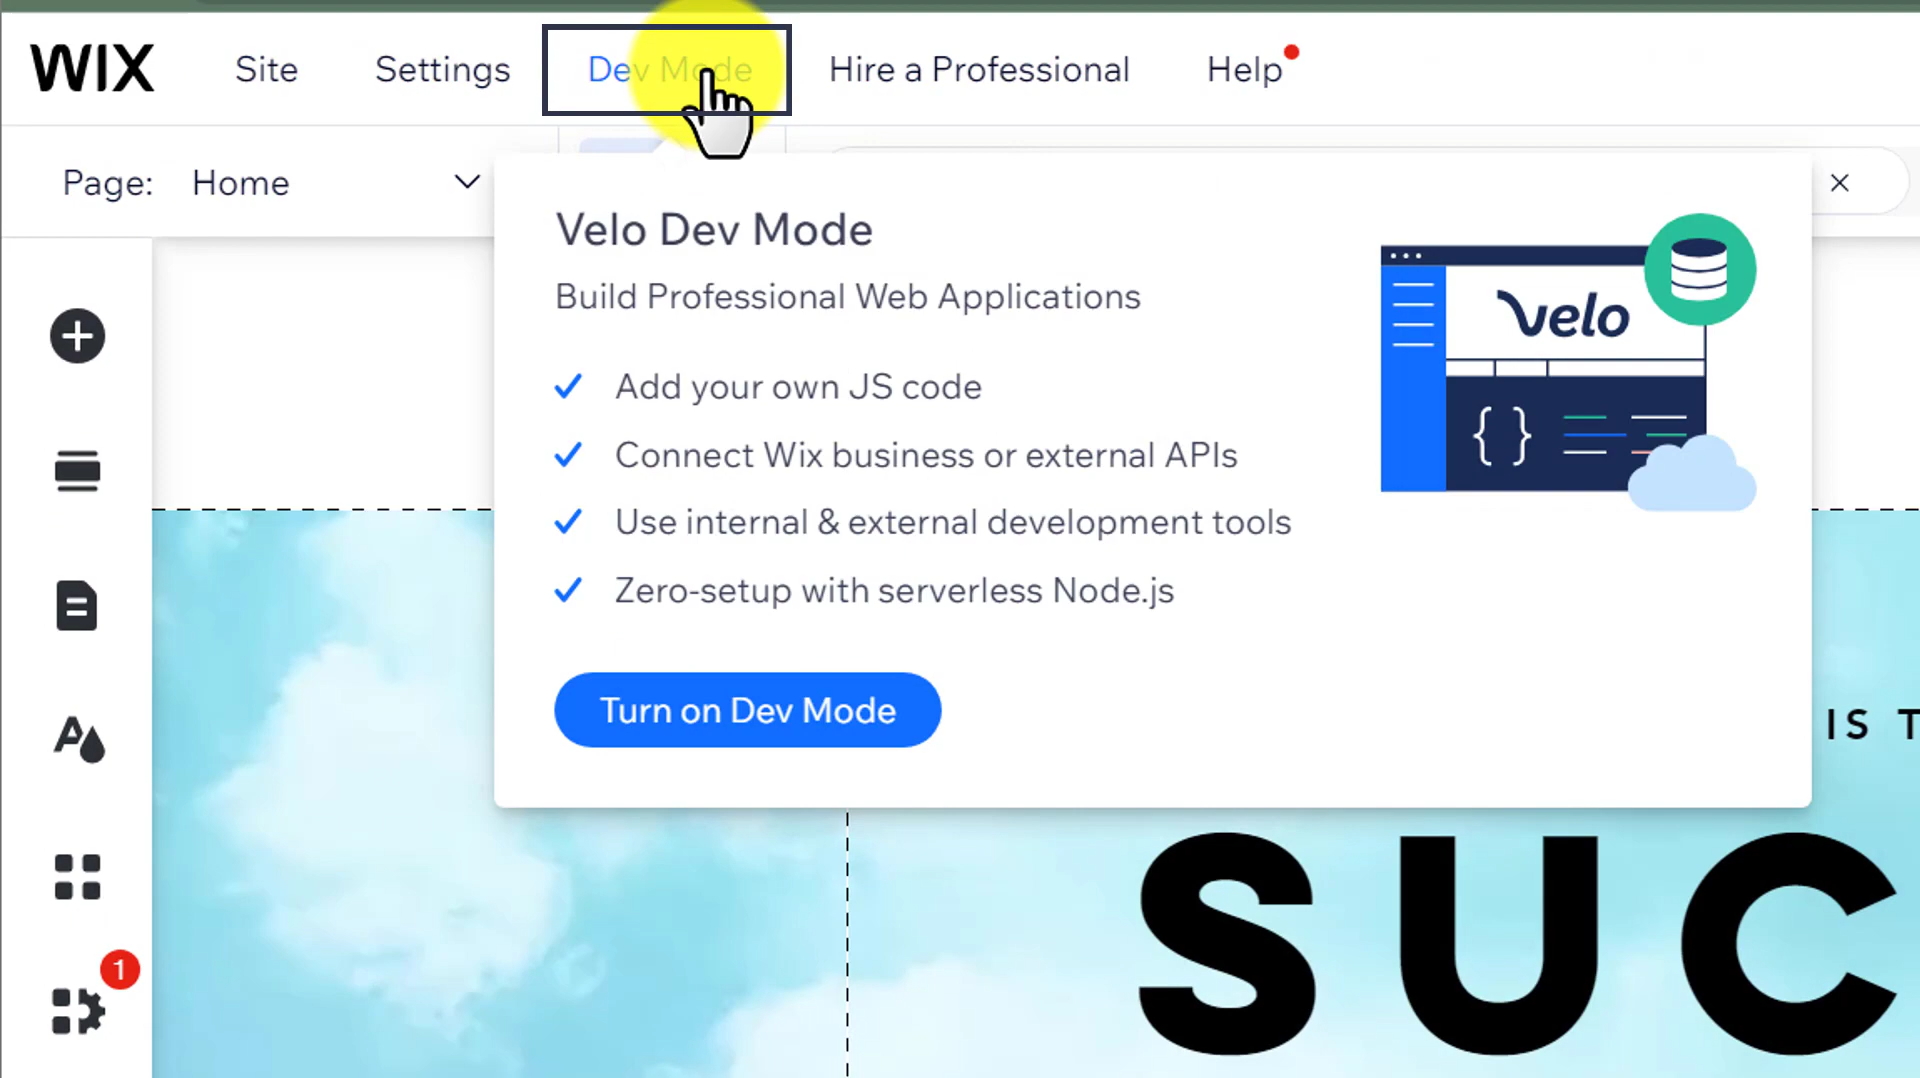 WIX Site Settings Dev Mode Hire a Professional Help
Page: Home
Velo Dev Mode
Build Professional Web Applications
velo
Add your own JS code
Connect Wix business or external APIs
{ }
Use internal & external development tools
Zero-setup with serverless Node.js
Turn on Dev Mode
IS T
SUC
1